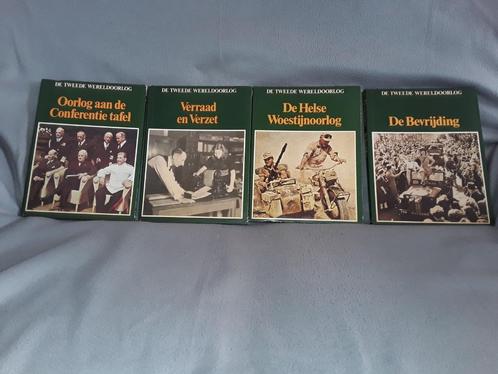 DE TWEEDE WERELDOORLOG
Oorlog aan de
Conferentie tafel
DE TWEEDE WERELDOORLOG
Verraad
en Verzet
DE TWEEDE WERELDOORLOG
De Helse
Woestijnoorlog
DE TWEEDE WERELDOORLOG
De Bevrijding